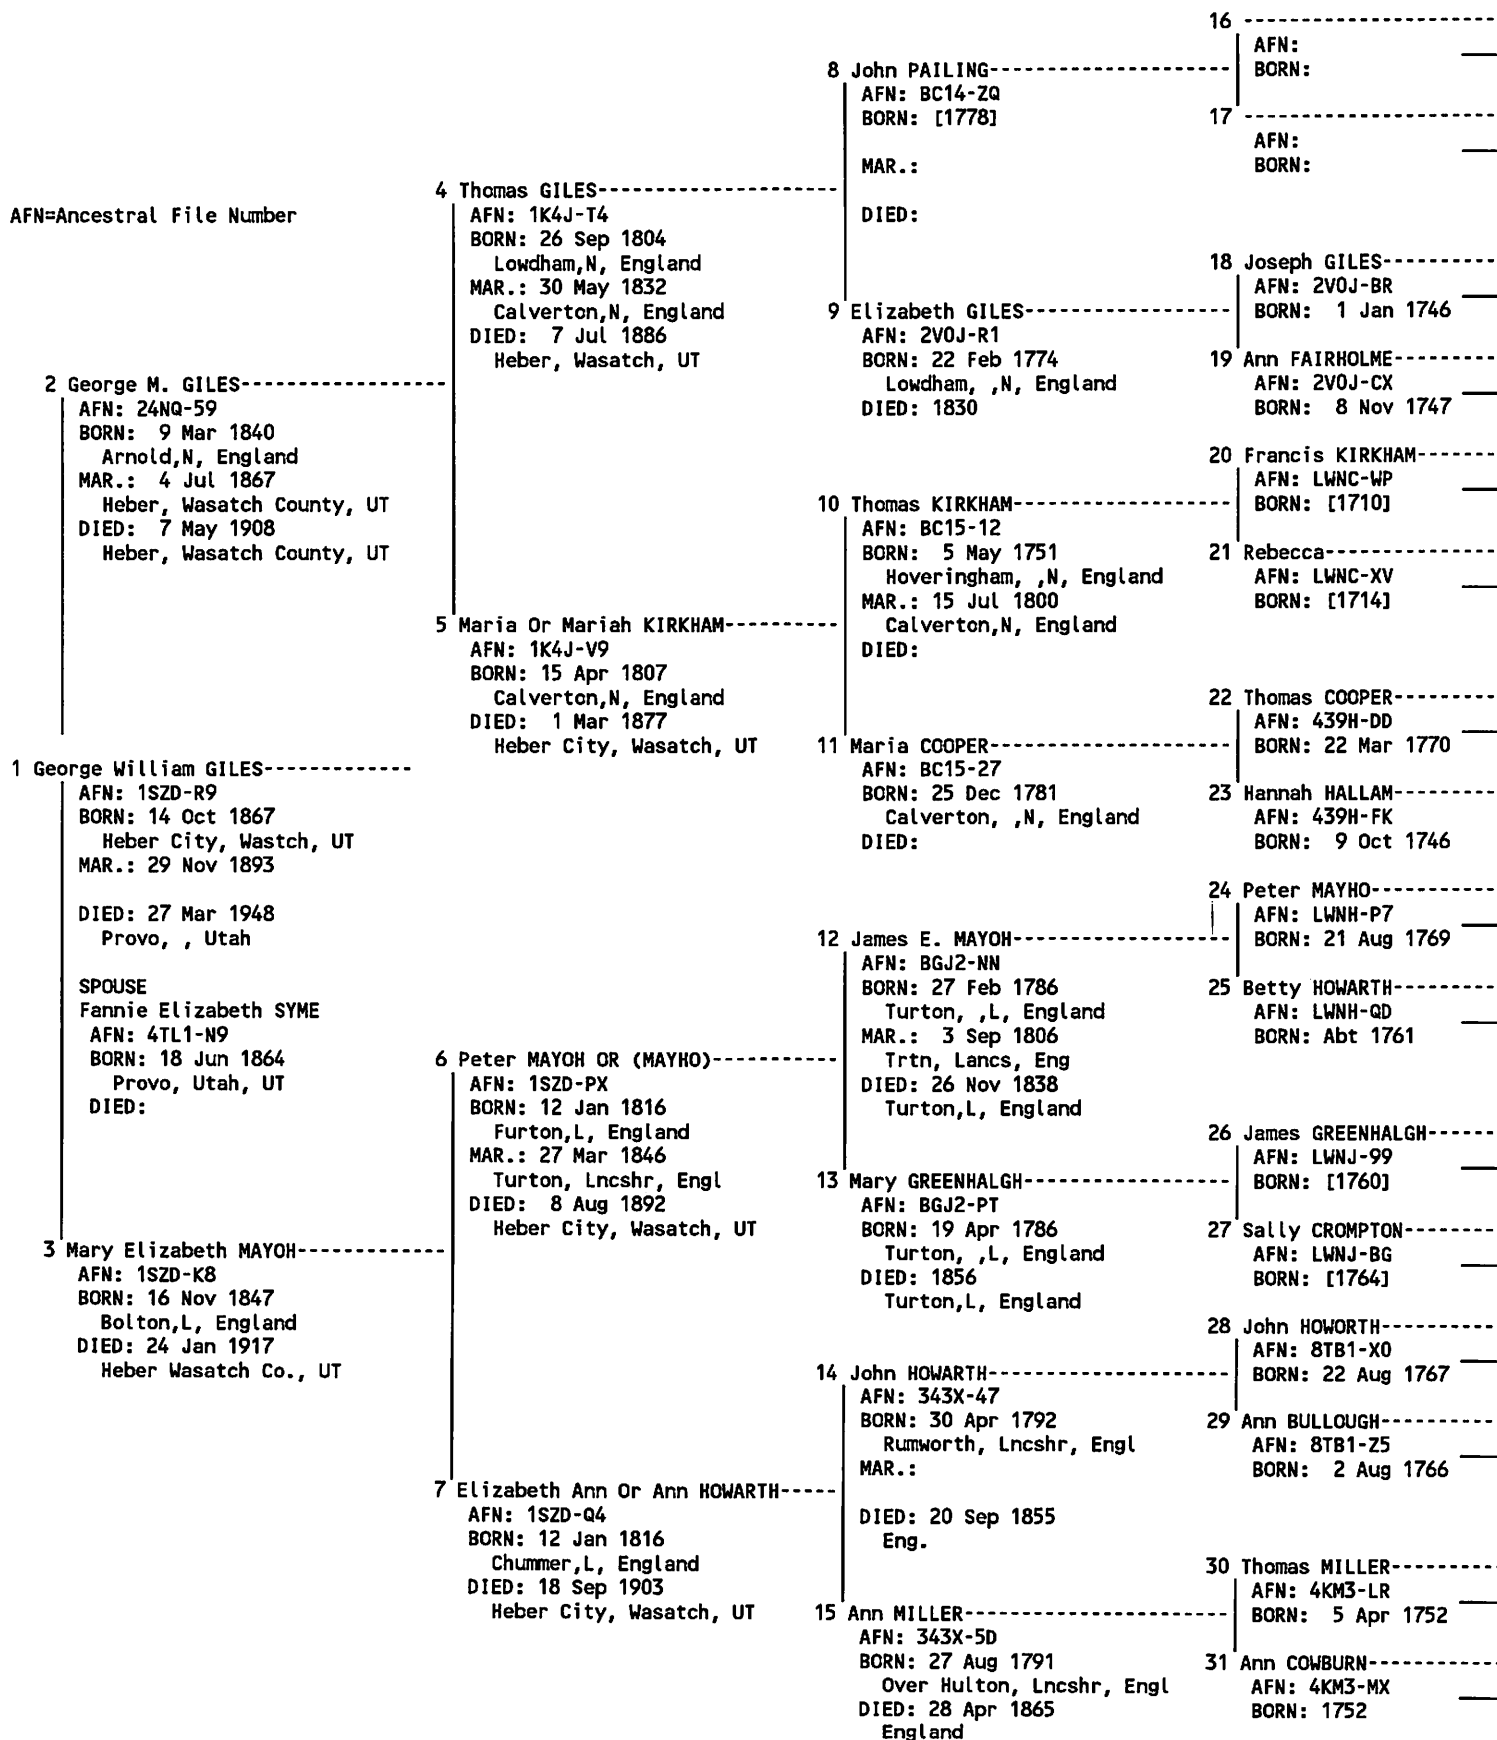 AFN=Ancestral File Number
1 George William GILES-------------
AFN: 1SZD-R9
BORN: 14 Oct 1867
Heber City, Wastch, UT
MAR.: 29 Nov 1893
DIED: 27 Mar 1948
Provo, , Utah
SPOUSE
Fannie Elizabeth SYME
AFN: 4TL1-N9
BORN: 18 Jun 1864
Provo, Utah, UT
DIED:
2 George M. GILES------------------
AFN: 24NQ-59
BORN: 9 Mar 1840
Arnold,N, England
MAR.: 4 Jul 1867
Heber, Wasatch County, UT
DIED: 7 May 1908
Heber, Wasatch County, UT
3 Mary Elizabeth MAYOH-------------
AFN: 1SZD-K8
BORN: 16 Nov 1847
Bolton,L, England
DIED: 24 Jan 1917
Heber Wasatch Co., UT
4 Thomas GILES---------------------
AFN: 1K4J-T4
BORN: 26 Sep 1804
Lowdham,N, England
MAR.: 30 May 1832
Calverton,N, England
DIED: 7 Jul 1886
Heber, Wasatch, UT
5 Maria Or Mariah KIRKHAM----------
AFN: 1K4J-V9
BORN: 15 Apr 1807
Calverton,N, England
DIED: 1 Mar 1877
Heber City, Wasatch, UT
6 Peter MAYOH OR (MAYHO)-----------
AFN: 1SZD-PX
BORN: 12 Jan 1816
Furton,L, England
MAR.: 27 Mar 1846
Turton, Lncshr, Engl
DIED: 8 Aug 1892
Heber City, Wasatch, UT
7 Elizabeth Ann Or Ann HOWARTH-----
AFN: 1SZD-Q4
BORN: 12 Jan 1816
Chummer,L, England
DIED: 18 Sep 1903
Heber City, Wasatch, UT
8 John PAILING---------------------
AFN: BC14-ZQ
BORN: [1778]
MAR.:
DIED:
9 Elizabeth GILES------------------
AFN: 2V0J-R1
BORN: 22 Feb 1774
Lowdham, ,N, England
DIED: 1830
10 Thomas KIRKHAM-------------------
AFN: BC15-12
BORN: 5 May 1751
Hoveringham, ,N, England
MAR.: 15 Jul 1800
Calverton,N, England
DIED:
11 Maria COOPER---------------------
AFN: BC15-27
BORN: 25 Dec 1781
Calverton, ,N, England
DIED:
12 James E. MAYOH-------------------
AFN: BGJ2-NN
BORN: 27 Feb 1786
Turton, ,L, England
MAR.: 3 Sep 1806
Trtn, Lancs, Eng
DIED: 26 Nov 1838
Turton,L, England
13 Mary GREENHALGH------------------
AFN: BGJ2-PT
BORN: 19 Apr 1786
Turton, ,L, England
DIED: 1856
Turton,L, England
14 John HOWARTH---------------------
AFN: 343X-47
BORN: 30 Apr 1792
Rumworth, Lncshr, Engl
MAR.:
DIED: 20 Sep 1855
Eng.
15 Ann MILLER-----------------------
AFN: 343X-5D
BORN: 27 Aug 1791
Over Hulton, Lncshr, Engl
DIED: 28 Apr 1865
England
16 ---------------------
AFN:
BORN:
17 ---------------------
AFN:
BORN:
18 Joseph GILES---------
AFN: 2V0J-BR
BORN: 1 Jan 1746
19 Ann FAIRHOLME--------
AFN: 2V0J-CX
BORN: 8 Nov 1747
20 Francis KIRKHAM-------
AFN: LWNC-WP
BORN: [1710]
21 Rebecca--------------
AFN: LWNC-XV
BORN: [1714]
22 Thomas COOPER--------
AFN: 439H-DD
BORN: 22 Mar 1770
23 Hannah HALLAM--------
AFN: 439H-FK
BORN: 9 Oct 1746
24 Peter MAYHO----------
AFN: LWNH-P7
BORN: 21 Aug 1769
25 Betty HOWARTH--------
AFN: LWNH-QD
BORN: Abt 1761
26 James GREENHALGH------
AFN: LWNJ-99
BORN: [1760]
27 Sally CROMPTON-------
AFN: LWNJ-BG
BORN: [1764]
28 John HOWORTH---------
AFN: 8TB1-X0
BORN: 22 Aug 1767
29 Ann BULLOUGH---------
AFN: 8TB1-Z5
BORN: 2 Aug 1766
30 Thomas MILLER--------
AFN: 4KM3-LR
BORN: 5 Apr 1752
31 Ann COWBURN----------
AFN: 4KM3-MX
BORN: 1752